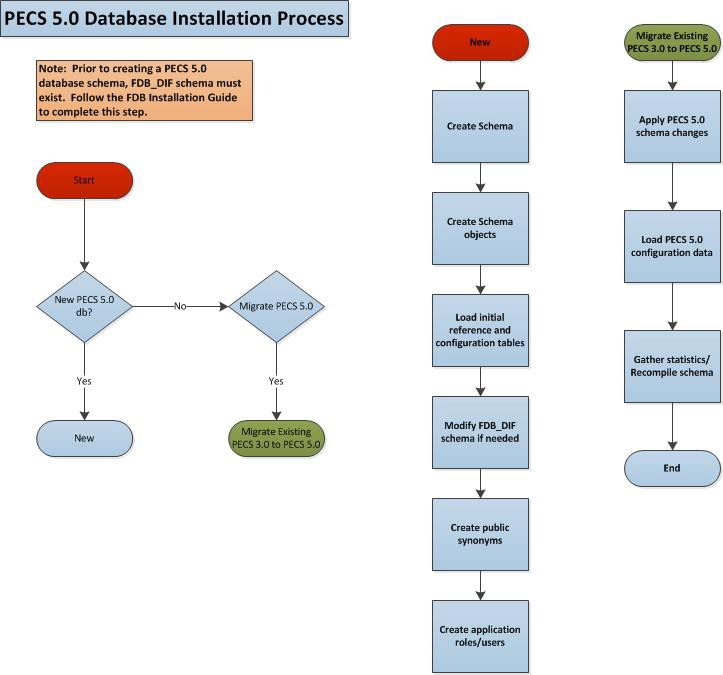 PECS 5.0 Database Installation Process
Note:  Prior to creating a PECS 5.0
database schema, FDB_DIF schema must
exist.  Follow the FDB Installation Guide
to complete this step.
Start
New PECS 5.0
db?
No
Migrate PECS 5.0
Yes
Yes
New
Migrate Existing
PECS 3.0 to PECS 5.0
New
Create Schema
Create Schema
objects
Load initial
reference and
configuration tables
Modify FDB_DIF
schema if needed
Create public
synonyms
Create application
roles/users
Migrate Existing
PECS 3.0 to PECS 5.0
Apply PECS 5.0
schema changes
Load PECS 5.0
configuration data
Gather statistics/
Recompile schema
End